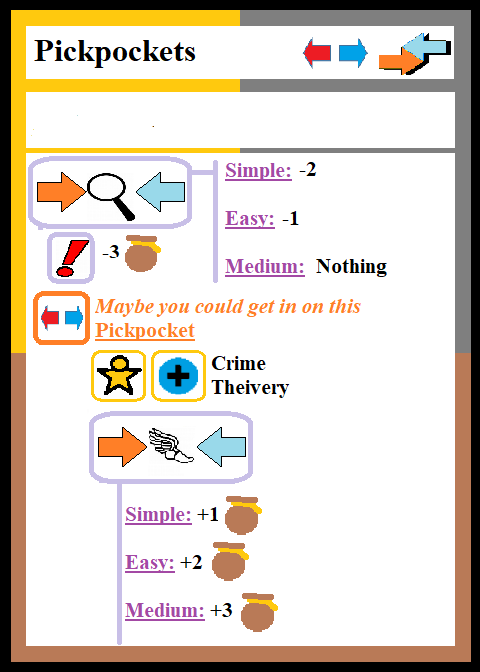 Pickpockets
Simple: -2
Easy: -1
Medium: Nothing
-3
Maybe you could get in on this
Pickpocket
Crime
Theivery
Simple: +1
Easy: +2
Medium: +3